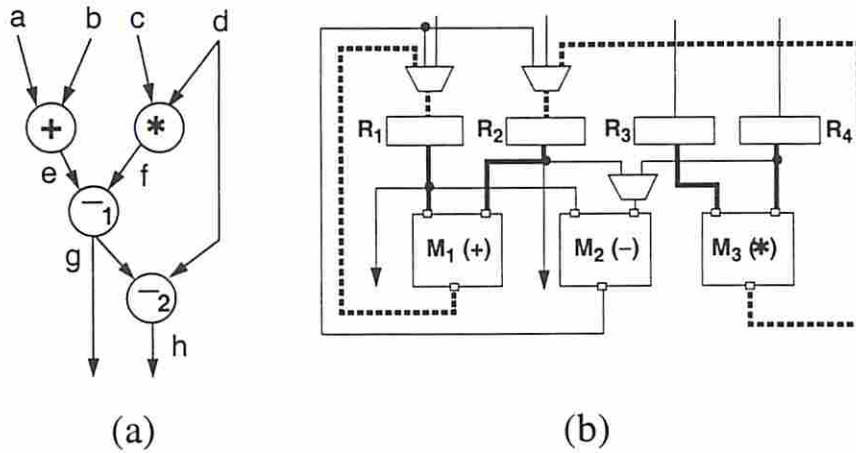 a b c d
+ *
e f
−1
g
−2
h
(a)
R1 R2 R3 R4
M1 (+) M2 (−) M3 (*)
(b)